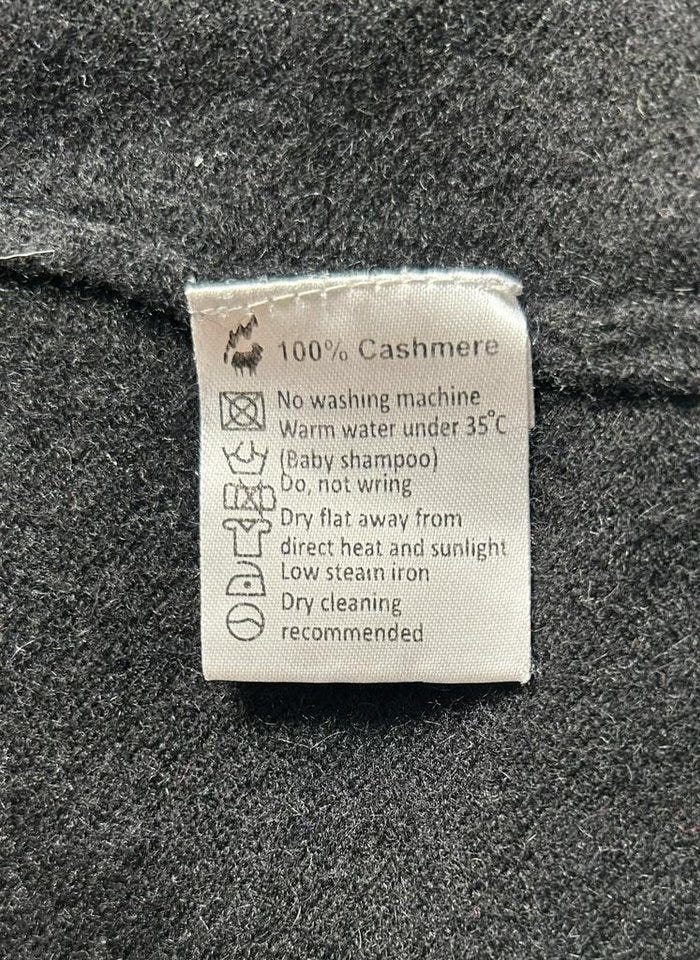 100% Cashmere
No washing machine
Warm water under 35°C
(Baby shampoo)
Do, not wring
Dry flat away from
direct heat and sunlight
Low steam iron
Dry cleaning
recommended